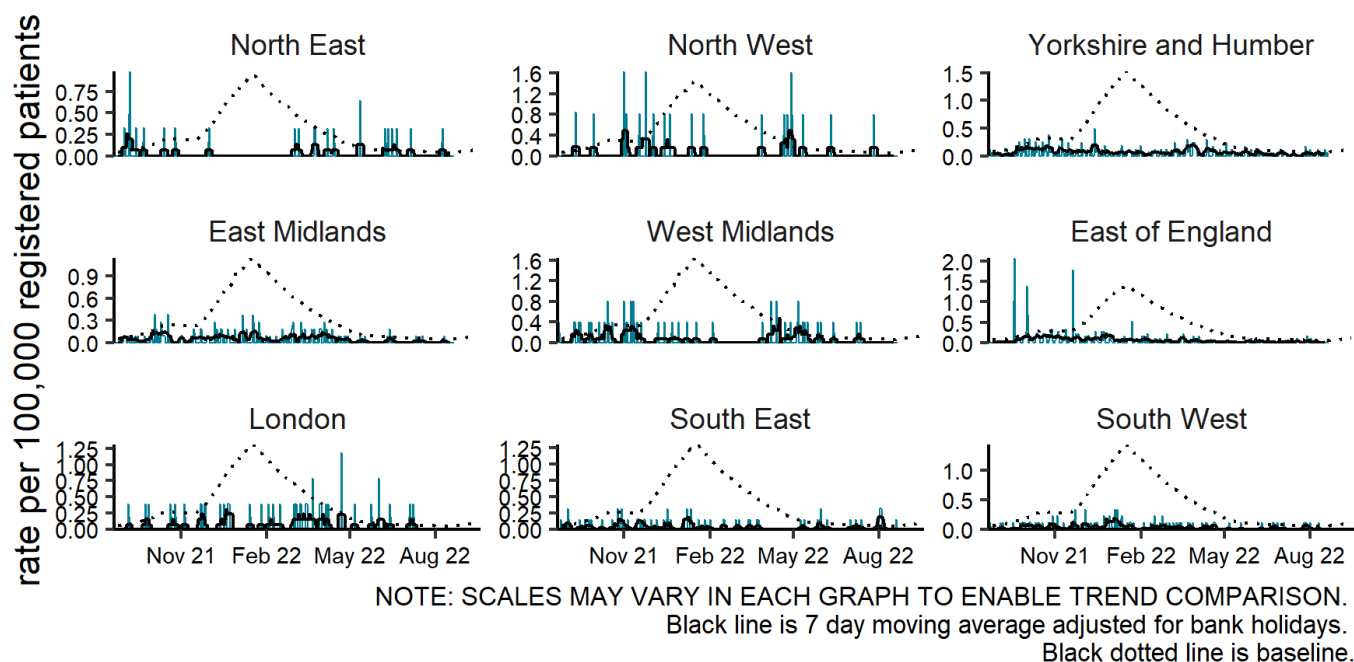 rate per 100,000 registered patients
North East
North West
Yorkshire and Humber
0.75
0.50
0.25
0.00
1.6
1.2
0.8
0.4
0.0
1.5
1.0
0.5
0.0
East Midlands
West Midlands
East of England
0.9
0.6
0.3
0.0
1.6
1.2
0.8
0.4
0.0
2.0
1.5
1.0
0.5
0.0
London
South East
South West
1.25
1.00
0.75
0.50
0.25
0.00
1.25
1.00
0.75
0.50
0.25
0.00
1.0
0.5
0.0
Nov 21 Feb 22 May 22 Aug 22
Nov 21 Feb 22 May 22 Aug 22
Nov 21 Feb 22 May 22 Aug 22
NOTE: SCALES MAY VARY IN EACH GRAPH TO ENABLE TREND COMPARISON.
Black line is 7 day moving average adjusted for bank holidays.
Black dotted line is baseline.